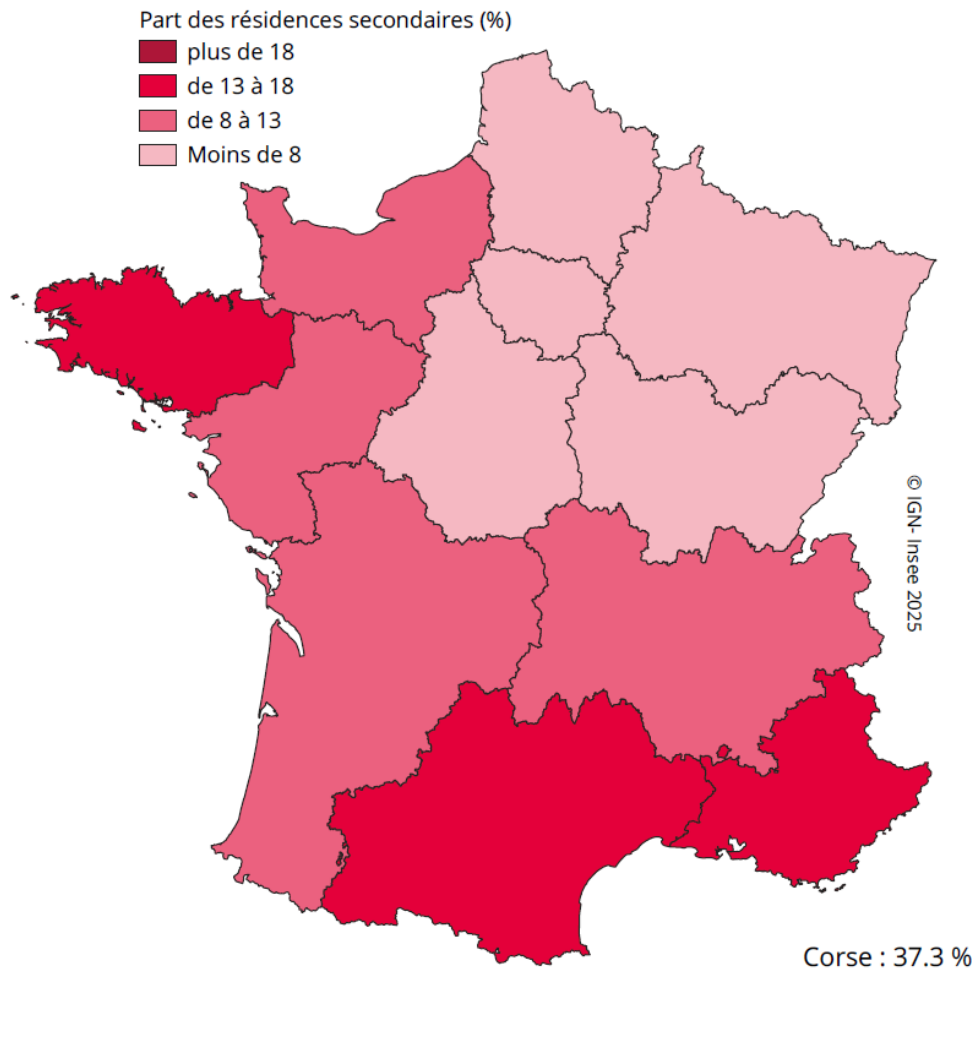 Part des résidences secondaires (%)
plus de 18
de 13 à 18
de 8 à 13
Moins de 8
© IGN- Insee 2025
Corse : 37.3 %